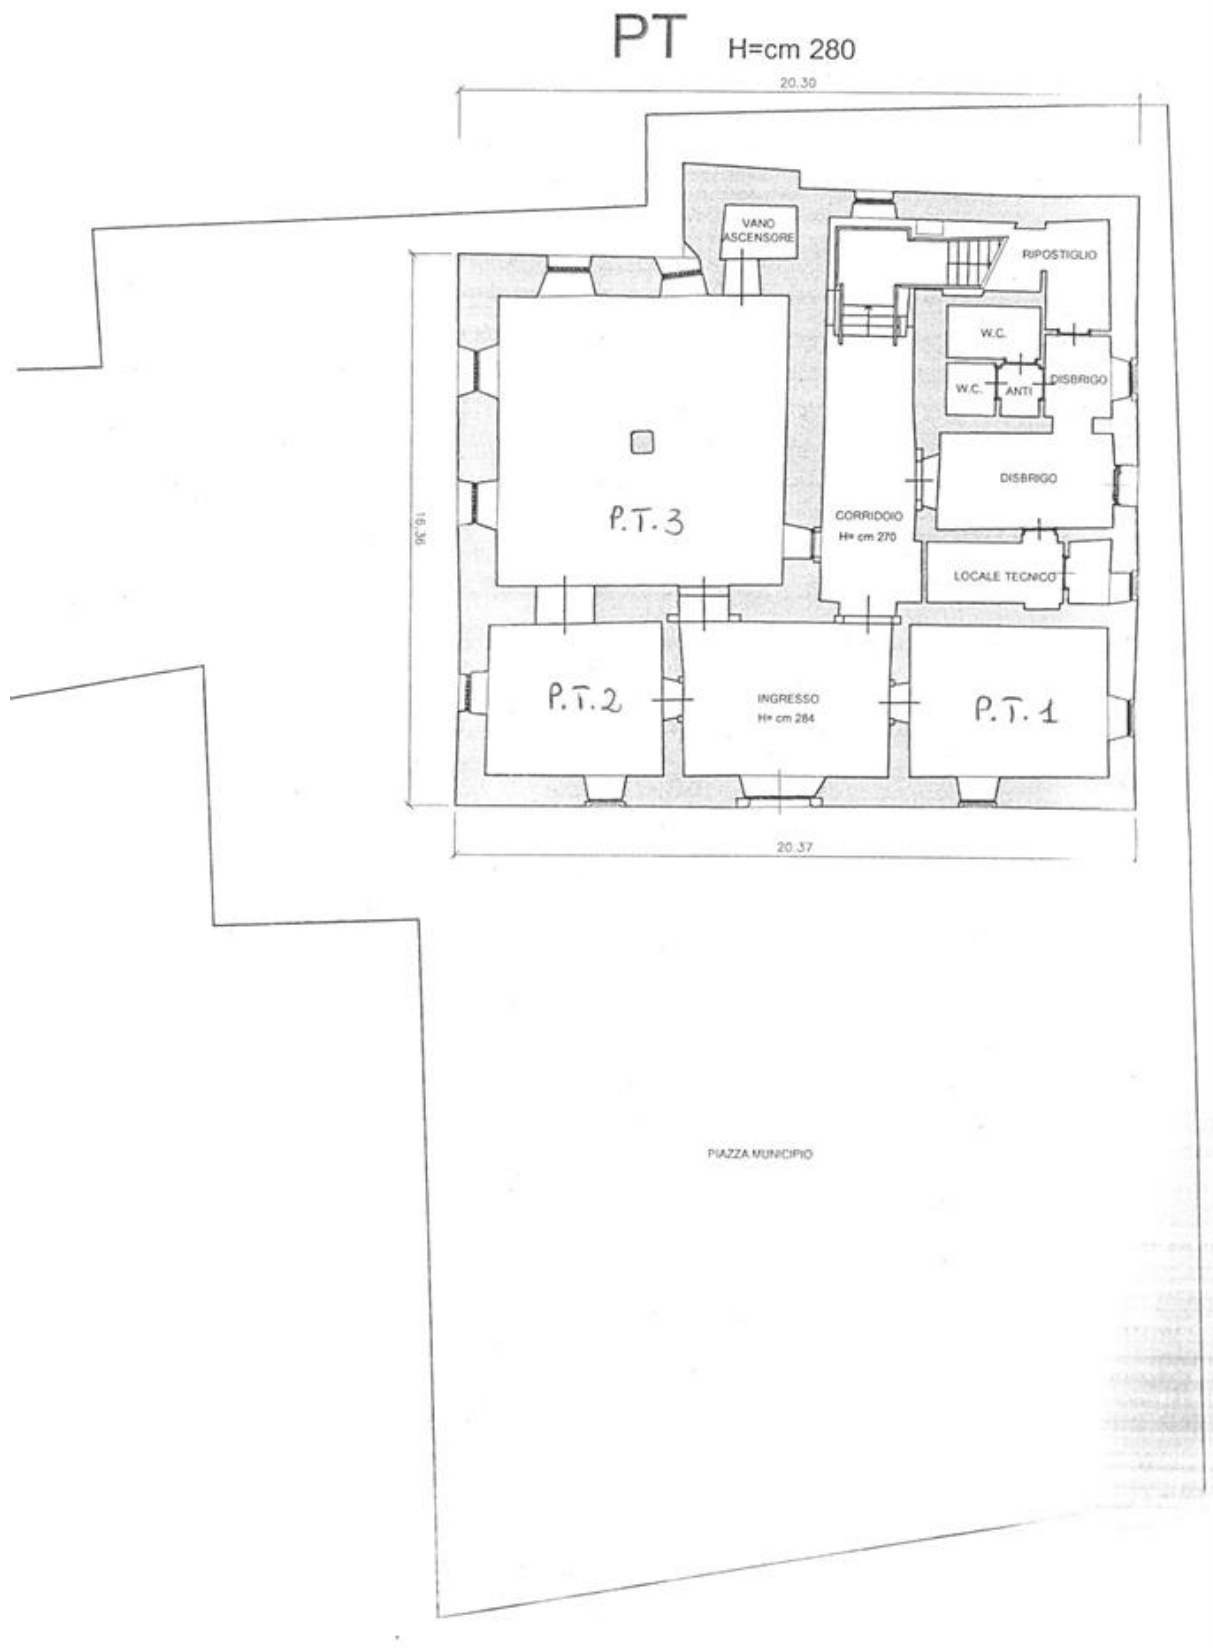 PT H=cm 280
20.30
VANO
ASCENSORE
RIPOSTIGLIO
W.C.
W.C.
ANTI
DISBRIGO
DISBRIGO
16.36
P.T.3
CORRIDOIO
H= cm 270
LOCALE TECNICO
P.T.2
INGRESSO
H= cm 284
P.T.1
20.37
PIAZZA MUNICIPIO